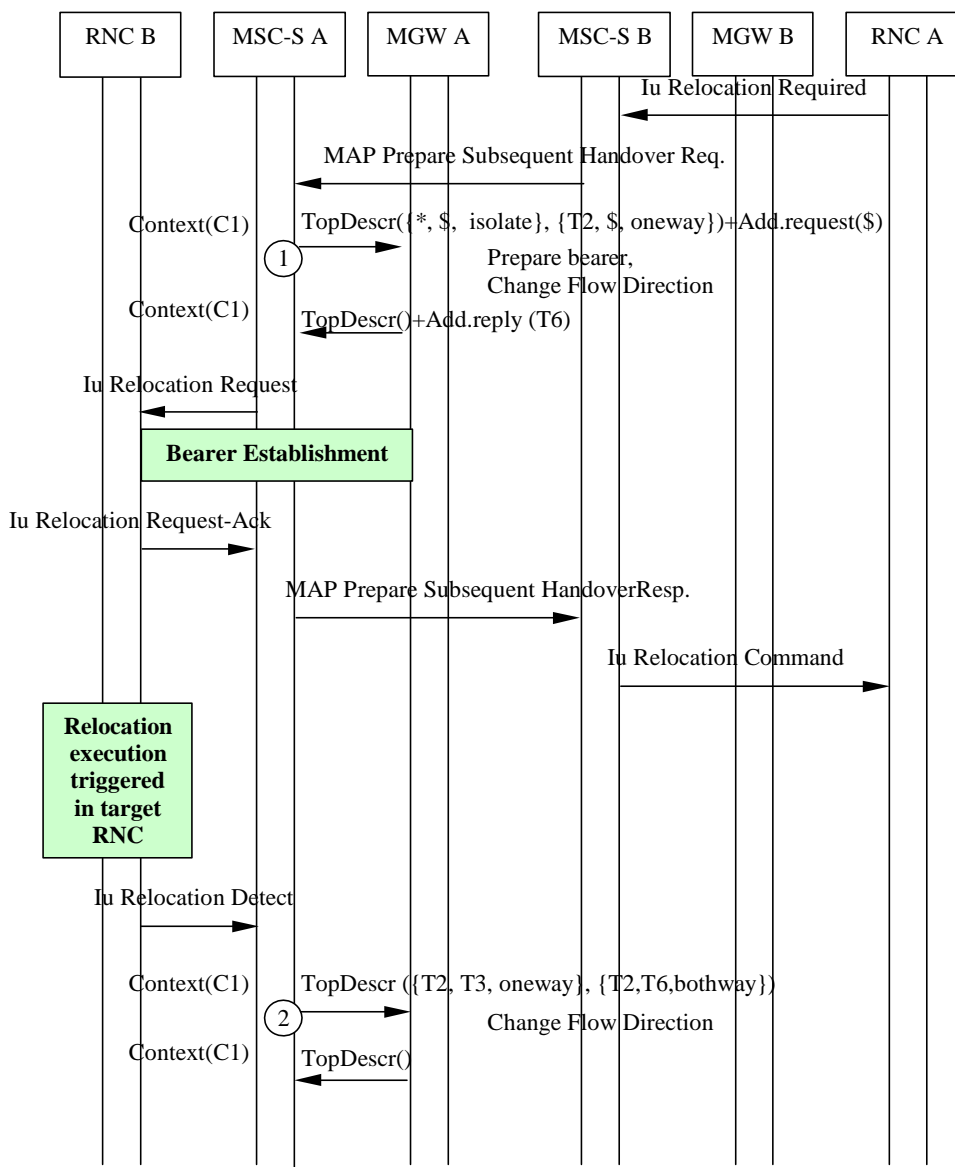 RNC B MSC-S A MGW A MSC-S B MGW B RNC A
Iu Relocation Required
MAP Prepare Subsequent Handover Req.
Context(C1) TopDescr({*, $, isolate}, {T2, $, oneway})+Add.request($)
1 Prepare bearer,
Change Flow Direction
Context(C1) TopDescr()+Add.reply (T6)
Iu Relocation Request
Bearer Establishment
Iu Relocation Request-Ack
MAP Prepare Subsequent HandoverResp.
Iu Relocation Command
Relocation
execution
triggered
in target
RNC
Iu Relocation Detect
Context(C1) TopDescr ({T2, T3, oneway}, {T2,T6,bothway})
2 Change Flow Direction
Context(C1) TopDescr()